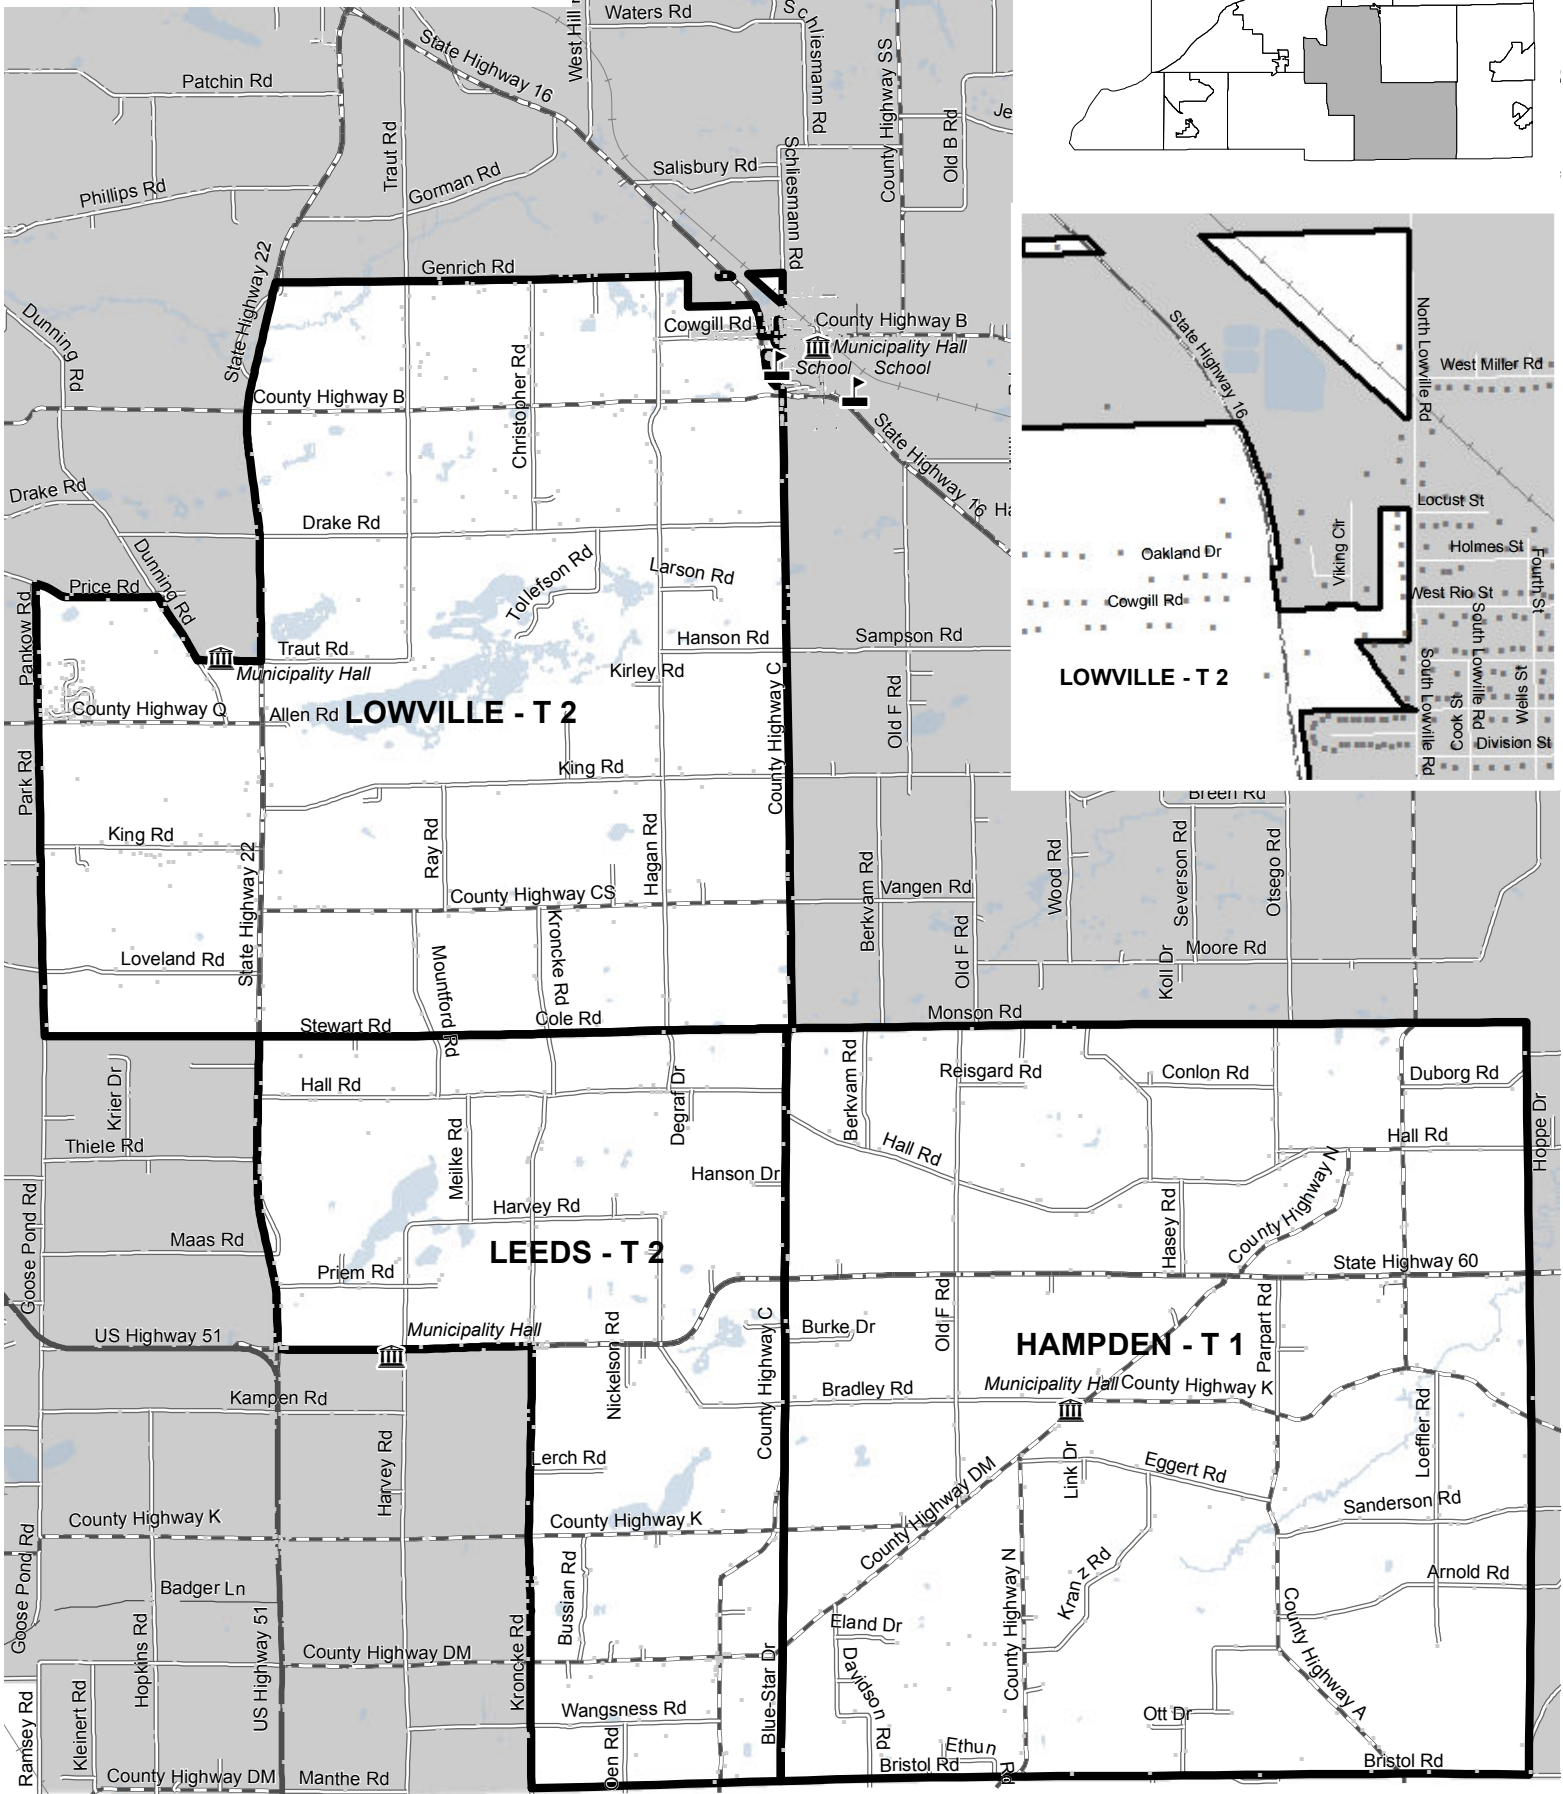 Waters Rd
Schliesmann Rd
West Hill
State Highway 16
County Highway SS
Patchin Rd
Traut Rd
Old B Rd
Je
Schliesmann Rd
Salisbury Rd
Gorman Rd
Phillips Rd
State Highway 22
Genrich Rd
Dunning Rd
Cowgill Rd
County Highway B
Municipality Hall
School
School
Christopher Rd
County Highway B
State Highway 16
Ha
Drake Rd
Drake Rd
Dunning Rd
Tollefson Rd
Larson Rd
Price Rd
Pankow Rd
Hanson Rd
Sampson Rd
Traut Rd
Municipality Hall
Kirley Rd
County Highway C
Old F Rd
County Highway Q
Allen Rd
LOWVILLE - T 2
Park Rd
King Rd
King Rd
Ray Rd
Hagan Rd
State Highway 22
County Highway CS
Berkvam Rd
Vangen Rd
Wood Rd
Severson Rd
Otsego Rd
Breen Rd
Loveland Rd
Mountford Rd
Kroncke Rd
Old F Rd
Koll Dr
Moore Rd
Stewart Rd
Cole Rd
Monson Rd
State Highway 16
North Lowville Rd
West Miller Rd
Locust St
Viking Cir
Holmes St
Fourth St
Oakland Dr
Cowgill Rd
West Rio St
LOWVILLE - T 2
South Lowville Rd
South Lowville Rd
Cook St
Wells St
Division St
Krier Dr
Hall Rd
Degraf Dr
Berkvam Rd
Reisgard Rd
Conlon Rd
Duborg Rd
Hoppe Dr
Thiele Rd
Meilke Rd
Hall Rd
Hall Rd
Hanson Dr
County Highway N
Goose Pond Rd
Maas Rd
Harvey Rd
Hasey Rd
LEEDS - T 2
Priem Rd
State Highway 60
US Highway 51
Municipality Hall
Nickelson Rd
County Highway C
Burke Dr
Old F Rd
HAMPDEN - T 1
Parpart Rd
Kampen Rd
Bradley Rd
Municipality Hall
County Highway K
Harvey Rd
Lerch Rd
Loeffler Rd
County Highway DM
Link Dr
Eggert Rd
County Highway K
County Highway K
Sanderson Rd
Goose Pond Rd
Badger Ln
Bussian Rd
County Highway N
Kranz Rd
Arnold Rd
Hopkins Rd
US Highway 51
County Highway DM
Kroncke Rd
Eland Dr
County Highway A
Davidson Rd
Blue-Star Dr
Ramsey Rd
Kleinert Rd
Wangsness Rd
Ott Dr
Oen Rd
Ethun Rd
Bristol Rd
Bristol Rd
County Highway DM
Manthe Rd